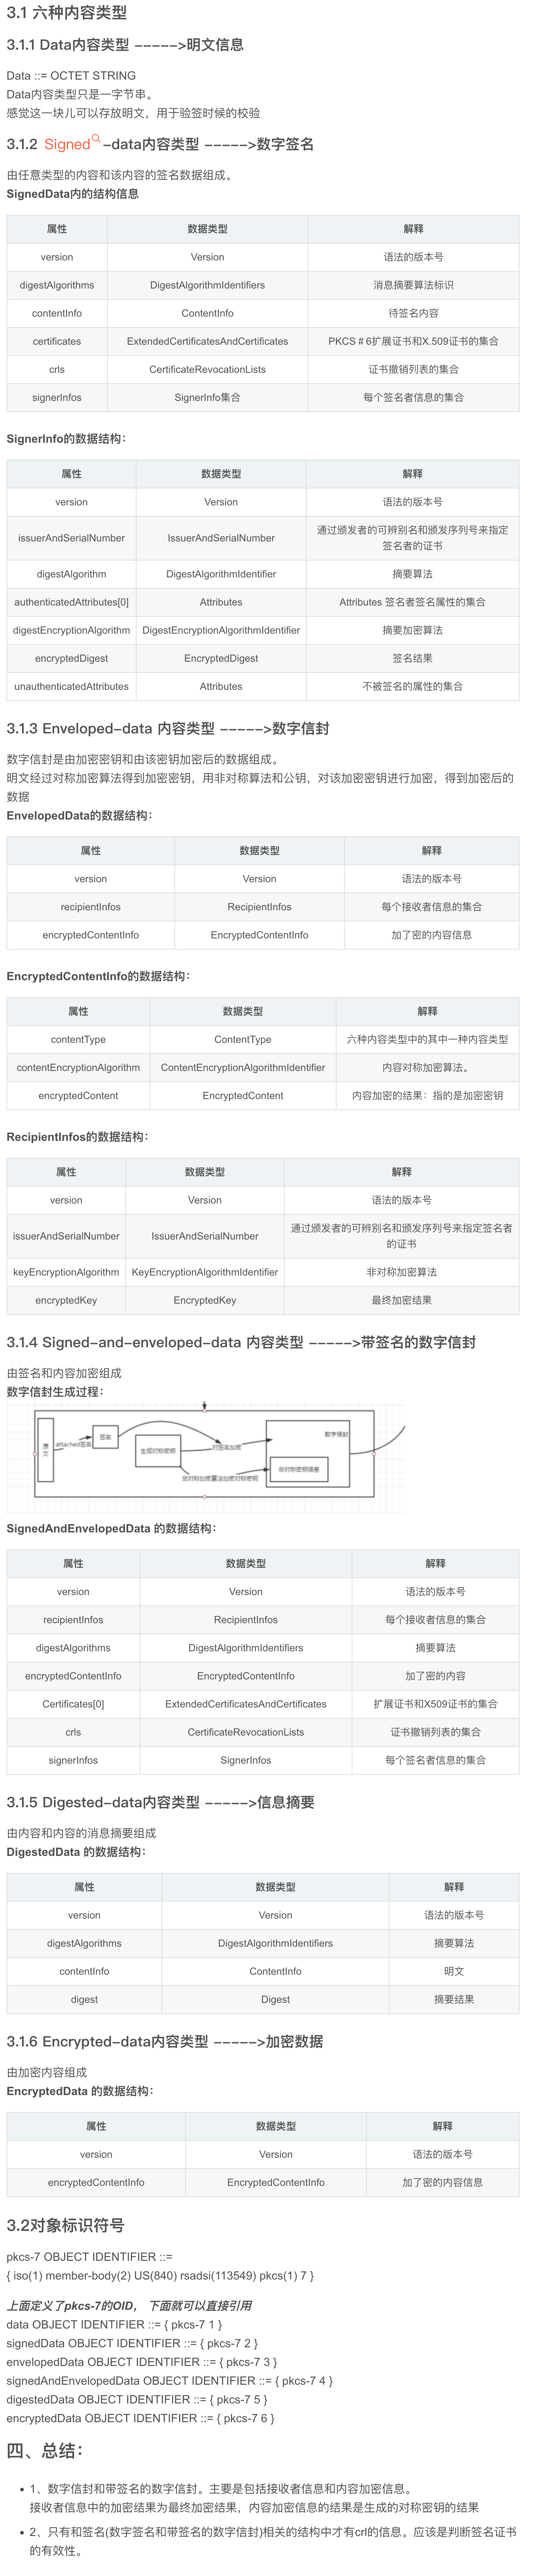 3.1 六种内容类型
3.1.1 Data内容类型 ----->明文信息
Data ::= OCTET STRING
Data内容类型只是一字节串。
感觉这一块儿可以存放明文，用于验签时候的校验
3.1.2 Signed-data内容类型 ----->数字签名
由任意类型的内容和该内容的签名数据组成。
SignedData内的结构信息
属性 数据类型 解释
version Version 语法的版本号
digestAlgorithms DigestAlgorithmIdentifiers 消息摘要算法标识
contentInfo ContentInfo 待签名内容
certificates ExtendedCertificatesAndCertificates PKCS # 6扩展证书和X.509证书的集合
crls CertificateRevocationLists 证书撤销列表的集合
signerInfos SignerInfo集合 每个签名者信息的集合
SignerInfo的数据结构：
属性 数据类型 解释
version Version 语法的版本号
issuerAndSerialNumber IssuerAndSerialNumber 通过颁发者的可辨别名和颁发序列号来指定
签名者的证书
digestAlgorithm DigestAlgorithmIdentifier 摘要算法
authenticatedAttributes[0] Attributes Attributes 签名者签名属性的集合
digestEncryptionAlgorithm DigestEncryptionAlgorithmIdentifier 摘要加密算法
encryptedDigest EncryptedDigest 签名结果
unauthenticatedAttributes Attributes 不被签名的属性的集合
3.1.3 Enveloped-data 内容类型 ----->数字信封
数字信封是由加密密钥和由该密钥加密后的数据组成。
明文经过对称加密算法得到加密密钥，用非对称算法和公钥，对该加密密钥进行加密，得到加密后的
数据
EnvelopedData的数据结构：
属性 数据类型 解释
version Version 语法的版本号
recipientInfos RecipientInfos 每个接收者信息的集合
encryptedContentInfo EncryptedContentInfo 加了密的内容信息
EncryptedContentInfo的数据结构：
属性 数据类型 解释
contentType ContentType 六种内容类型中的其中一种内容类型
contentEncryptionAlgorithm ContentEncryptionAlgorithmIdentifier 内容对称加密算法。
encryptedContent EncryptedContent 内容加密的结果：指的是加密密钥
RecipientInfos的数据结构：
属性 数据类型 解释
version Version 语法的版本号
issuerAndSerialNumber IssuerAndSerialNumber 通过颁发者的可辨别名和颁发序列号来指定签名者
的证书
keyEncryptionAlgorithm KeyEncryptionAlgorithmIdentifier 非对称加密算法
encryptedKey EncryptedKey 最终加密结果
3.1.4 Signed-and-enveloped-data 内容类型 ----->带签名的数字信封
由签名和内容加密组成
数字信封生成过程：
原文
attached签名
签名
生成对称密钥
对签名加密
数字信封
非对称加密算法加密对称密钥
非对称密钥信息
SignedAndEnvelopedData 的数据结构：
属性 数据类型 解释
version Version 语法的版本号
recipientInfos RecipientInfos 每个接收者信息的集合
digestAlgorithms DigestAlgorithmIdentifiers 摘要算法
encryptedContentInfo EncryptedContentInfo 加了密的内容
Certificates[0] ExtendedCertificatesAndCertificates 扩展证书和X509证书的集合
crls CertificateRevocationLists 证书撤销列表的集合
signerInfos SignerInfos 每个签名者信息的集合
3.1.5 Digested-data内容类型 ----->信息摘要
由内容和内容的消息摘要组成
DigestedData 的数据结构：
属性 数据类型 解释
version Version 语法的版本号
digestAlgorithms DigestAlgorithmIdentifiers 摘要算法
contentInfo ContentInfo 明文
digest Digest 摘要结果
3.1.6 Encrypted-data内容类型 ----->加密数据
由加密内容组成
EncryptedData 的数据结构：
属性 数据类型 解释
version Version 语法的版本号
encryptedContentInfo EncryptedContentInfo 加了密的内容信息
3.2对象标识符号
pkcs-7 OBJECT IDENTIFIER ::=
{ iso(1) member-body(2) US(840) rsadsi(113549) pkcs(1) 7 }
上面定义了pkcs-7的OID， 下面就可以直接引用
data OBJECT IDENTIFIER ::= { pkcs-7 1 }
signedData OBJECT IDENTIFIER ::= { pkcs-7 2 }
envelopedData OBJECT IDENTIFIER ::= { pkcs-7 3 }
signedAndEnvelopedData OBJECT IDENTIFIER ::= { pkcs-7 4 }
digestedData OBJECT IDENTIFIER ::= { pkcs-7 5 }
encryptedData OBJECT IDENTIFIER ::= { pkcs-7 6 }
四、总结：
• 1、数字信封和带签名的数字信封。主要是包括接收者信息和内容加密信息。
接收者信息中的加密结果为最终加密结果，内容加密信息的结果是生成的对称密钥的结果
• 2、只有和签名(数字签名和带签名的数字信封)相关的结构中才有crl的信息。应该是判断签名证书
的有效性。